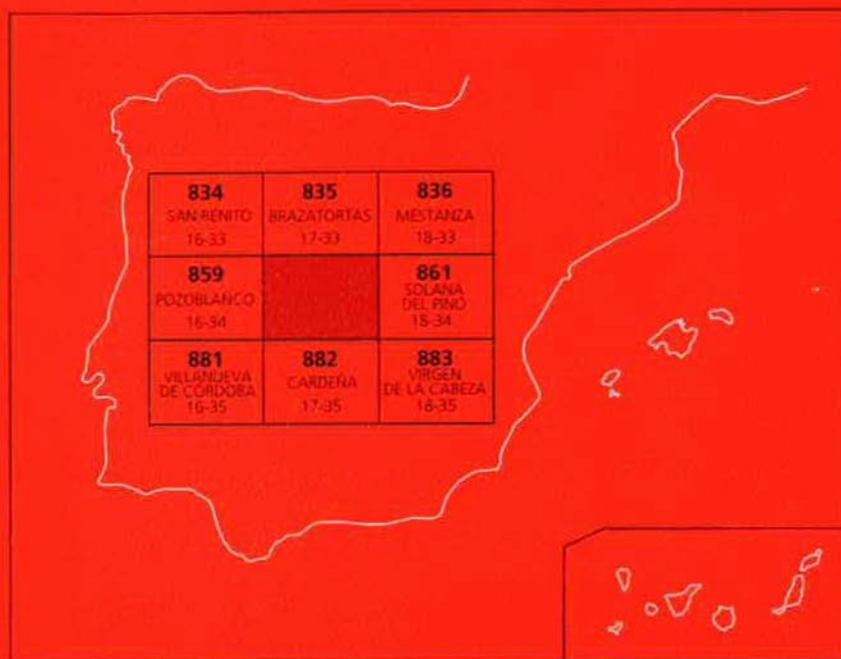 834
SAN BENITO
16-33
835
BRAZATORTAS
17-33
836
MESTANZA
18-33
859
POZOBLANCO
16-34
861
SOLANA
DEL PINO
18-34
881
VILLANUEVA
DE CÓRDOBA
16-35
882
CARDEÑA
17-35
883
VIRGEN
DE LA CABEZA
18-35